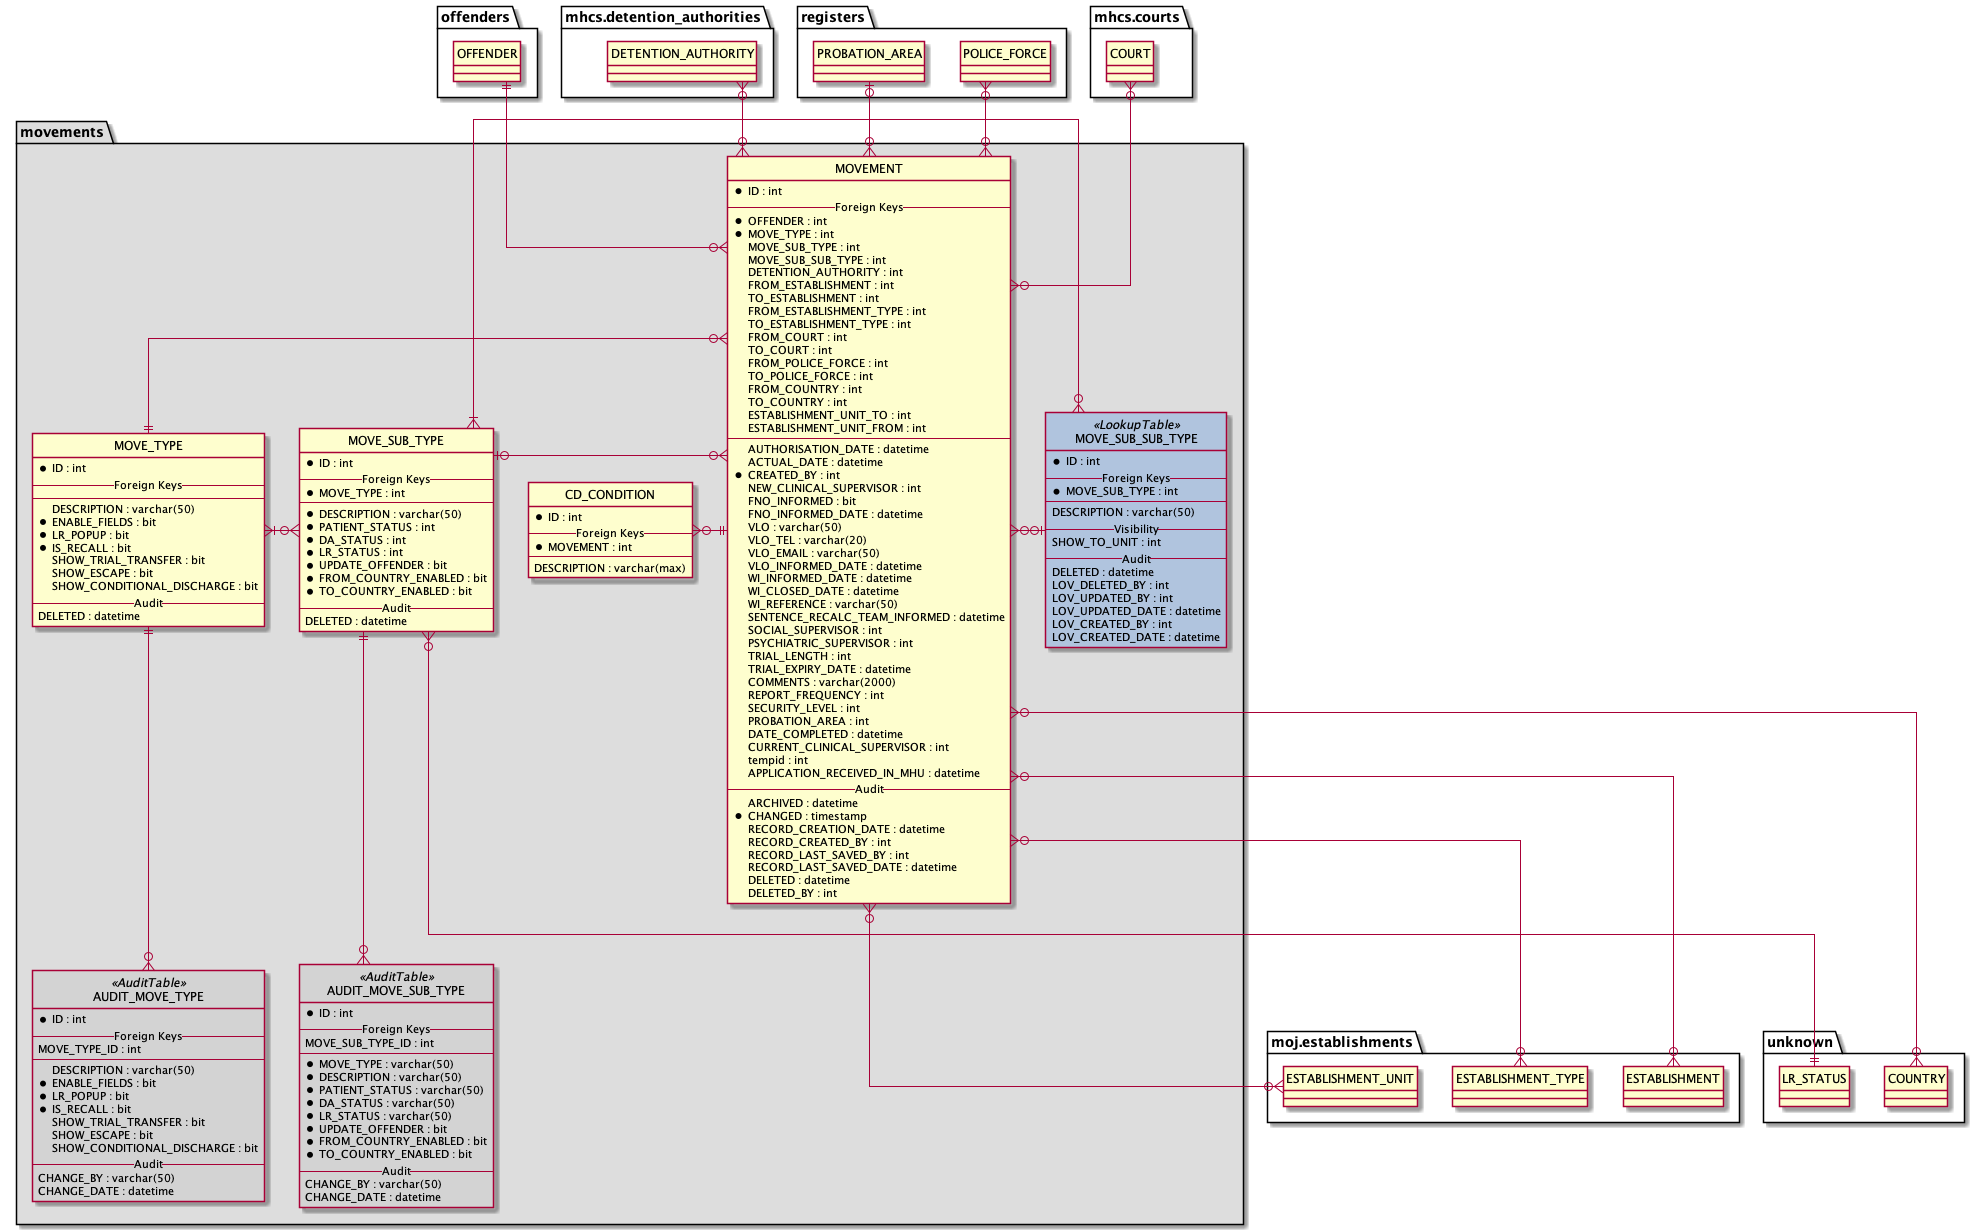 offenders
OFFENDER
mhcs.detention_authorities
DETENTION_AUTHORITY
registers
PROBATION_AREA
POLICE_FORCE
mhcs.courts
COURT
movements
MOVEMENT
ID : int
Foreign Keys
OFFENDER : int
MOVE_TYPE : int
MOVE_SUB_TYPE : int
MOVE_SUB_SUB_TYPE : int
DETENTION_AUTHORITY : int
FROM_ESTABLISHMENT : int
TO_ESTABLISHMENT : int
FROM_ESTABLISHMENT_TYPE : int
TO_ESTABLISHMENT_TYPE : int
FROM_COURT : int
TO_COURT : int
FROM_POLICE_FORCE : int
TO_POLICE_FORCE : int
FROM_COUNTRY : int
TO_COUNTRY : int
ESTABLISHMENT_UNIT_TO : int
ESTABLISHMENT_UNIT_FROM : int
AUTHORISATION_DATE : datetime
ACTUAL_DATE : datetime
CREATED_BY : int
NEW_CLINICAL_SUPERVISOR : int
FNO_INFORMED : bit
FNO_INFORMED_DATE : datetime
VLO : varchar(50)
VLO_TEL : varchar(20)
VLO_EMAIL : varchar(50)
VLO_INFORMED_DATE : datetime
WI_INFORMED_DATE : datetime
WI_CLOSED_DATE : datetime
WI_REFERENCE : varchar(50)
SENTENCE_RECALC_TEAM_INFORMED : datetime
SOCIAL_SUPERVISOR : int
PSYCHIATRIC_SUPERVISOR : int
TRIAL_LENGTH : int
TRIAL_EXPIRY_DATE : datetime
COMMENTS : varchar(2000)
REPORT_FREQUENCY : int
SECURITY_LEVEL : int
PROBATION_AREA : int
DATE_COMPLETED : datetime
CURRENT_CLINICAL_SUPERVISOR : int
tempid : int
APPLICATION_RECEIVED_IN_MHU : datetime
Audit
ARCHIVED : datetime
CHANGED : timestamp
RECORD_CREATION_DATE : datetime
RECORD_CREATED_BY : int
RECORD_LAST_SAVED_BY : int
RECORD_LAST_SAVED_DATE : datetime
DELETED : datetime
DELETED_BY : int
MOVE_TYPE
ID : int
Foreign Keys
DESCRIPTION : varchar(50)
ENABLE_FIELDS : bit
LR_POPUP : bit
IS_RECALL : bit
SHOW_TRIAL_TRANSFER : bit
SHOW_ESCAPE : bit
SHOW_CONDITIONAL_DISCHARGE : bit
Audit
DELETED : datetime
MOVE_SUB_TYPE
ID : int
Foreign Keys
MOVE_TYPE : int
DESCRIPTION : varchar(50)
PATIENT_STATUS : int
DA_STATUS : int
LR_STATUS : int
UPDATE_OFFENDER : bit
FROM_COUNTRY_ENABLED : bit
TO_COUNTRY_ENABLED : bit
Audit
DELETED : datetime
CD_CONDITION
ID : int
Foreign Keys
MOVEMENT : int
DESCRIPTION : varchar(max)
«LookupTable»
MOVE_SUB_SUB_TYPE
ID : int
Foreign Keys
MOVE_SUB_TYPE : int
DESCRIPTION : varchar(50)
Visibility
SHOW_TO_UNIT : int
Audit
DELETED : datetime
LOV_DELETED_BY : int
LOV_UPDATED_BY : int
LOV_UPDATED_DATE : datetime
LOV_CREATED_BY : int
LOV_CREATED_DATE : datetime
«AuditTable»
AUDIT_MOVE_TYPE
ID : int
Foreign Keys
MOVE_TYPE_ID : int
DESCRIPTION : varchar(50)
ENABLE_FIELDS : bit
LR_POPUP : bit
IS_RECALL : bit
SHOW_TRIAL_TRANSFER : bit
SHOW_ESCAPE : bit
SHOW_CONDITIONAL_DISCHARGE : bit
Audit
CHANGE_BY : varchar(50)
CHANGE_DATE : datetime
«AuditTable»
AUDIT_MOVE_SUB_TYPE
ID : int
Foreign Keys
MOVE_SUB_TYPE_ID : int
MOVE_TYPE : varchar(50)
DESCRIPTION : varchar(50)
PATIENT_STATUS : varchar(50)
DA_STATUS : varchar(50)
LR_STATUS : varchar(50)
UPDATE_OFFENDER : bit
FROM_COUNTRY_ENABLED : bit
TO_COUNTRY_ENABLED : bit
Audit
CHANGE_BY : varchar(50)
CHANGE_DATE : datetime
moj.establishments
ESTABLISHMENT_UNIT
ESTABLISHMENT_TYPE
ESTABLISHMENT
unknown
LR_STATUS
COUNTRY